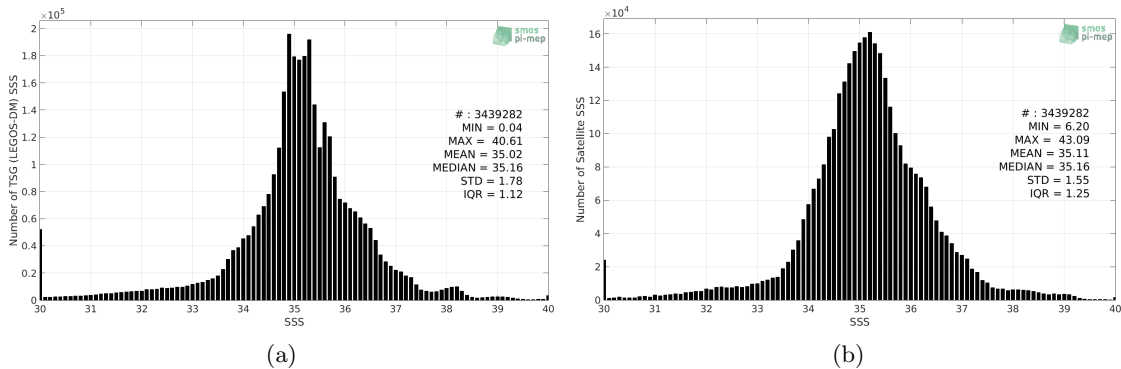 ×10⁵
2
1.8
1.6
1.4
1.2
1
0.8
0.6
0.4
0.2
0
Number of TSG (LEGOS-DM) SSS
smos
pi-mep
# : 3439282
MIN = 0.04
MAX = 40.61
MEAN = 35.02
MEDIAN = 35.16
STD = 1.78
IQR = 1.12
30 31 32 33 34 35 36 37 38 39 40
SSS
(a)
×10⁴
16
14
12
10
8
6
4
2
0
Number of Satellite SSS
smos
pi-mep
# : 3439282
MIN = 6.20
MAX = 43.09
MEAN = 35.11
MEDIAN = 35.16
STD = 1.55
IQR = 1.25
30 31 32 33 34 35 36 37 38 39 40
SSS
(b)